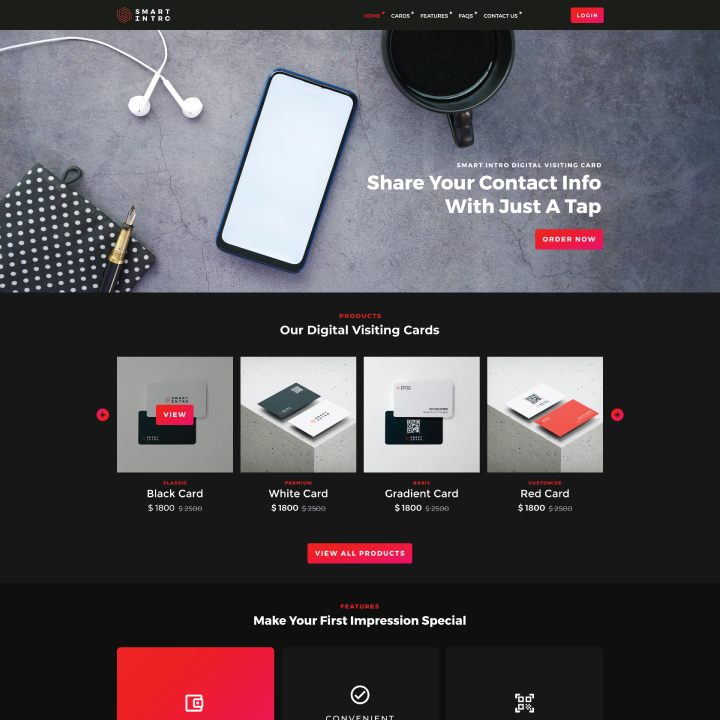 SMART
INTRO
HOME CARDS FEATURES FAQS CONTACT US
LOGIN
SMART INTRO DIGITAL VISITING CARD
Share Your Contact Info
With Just A Tap
ORDER NOW
PRODUCTS
Our Digital Visiting Cards
VIEW
CLASSIC
Black Card
$ 1800 $ 2500
PREMIUM
White Card
$ 1800 $ 2500
BASIC
Gradient Card
$ 1800 $ 2500
CUSTOMIZE
Red Card
$ 1800 $ 2500
VIEW ALL PRODUCTS
FEATURES
Make Your First Impression Special
CONVENIENT